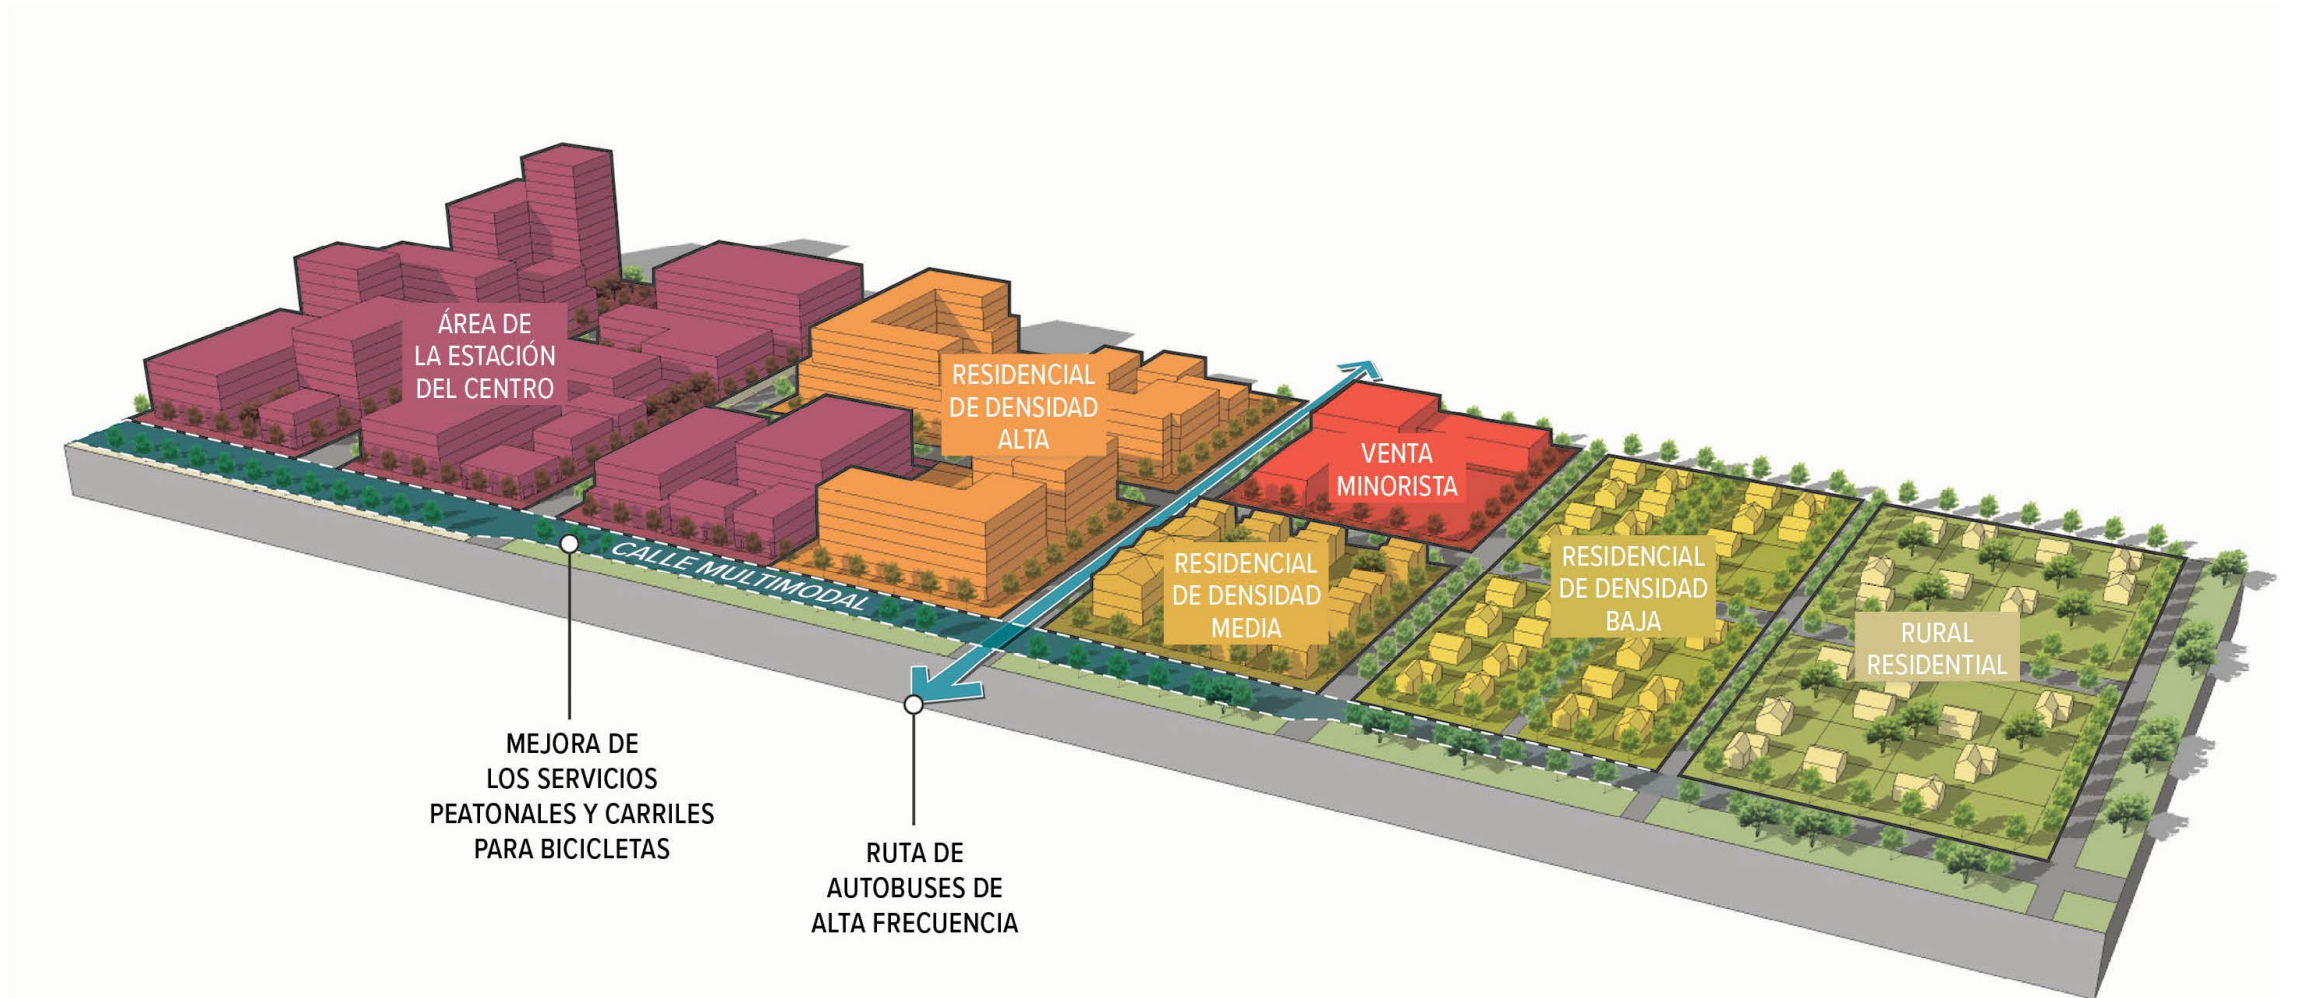 ÁREA DE
LA ESTACIÓN
DEL CENTRO
RESIDENCIAL
DE DENSIDAD
ALTA
VENTA
MINORISTA
RESIDENCIAL
DE DENSIDAD
MEDIA
RESIDENCIAL
DE DENSIDAD
BAJA
RURAL
RESIDENTIAL
CALLE MULTIMODAL
MEJORA DE
LOS SERVICIOS
PEATONALES Y CARRILES
PARA BICICLETAS
RUTA DE
AUTOBUSES DE
ALTA FRECUENCIA